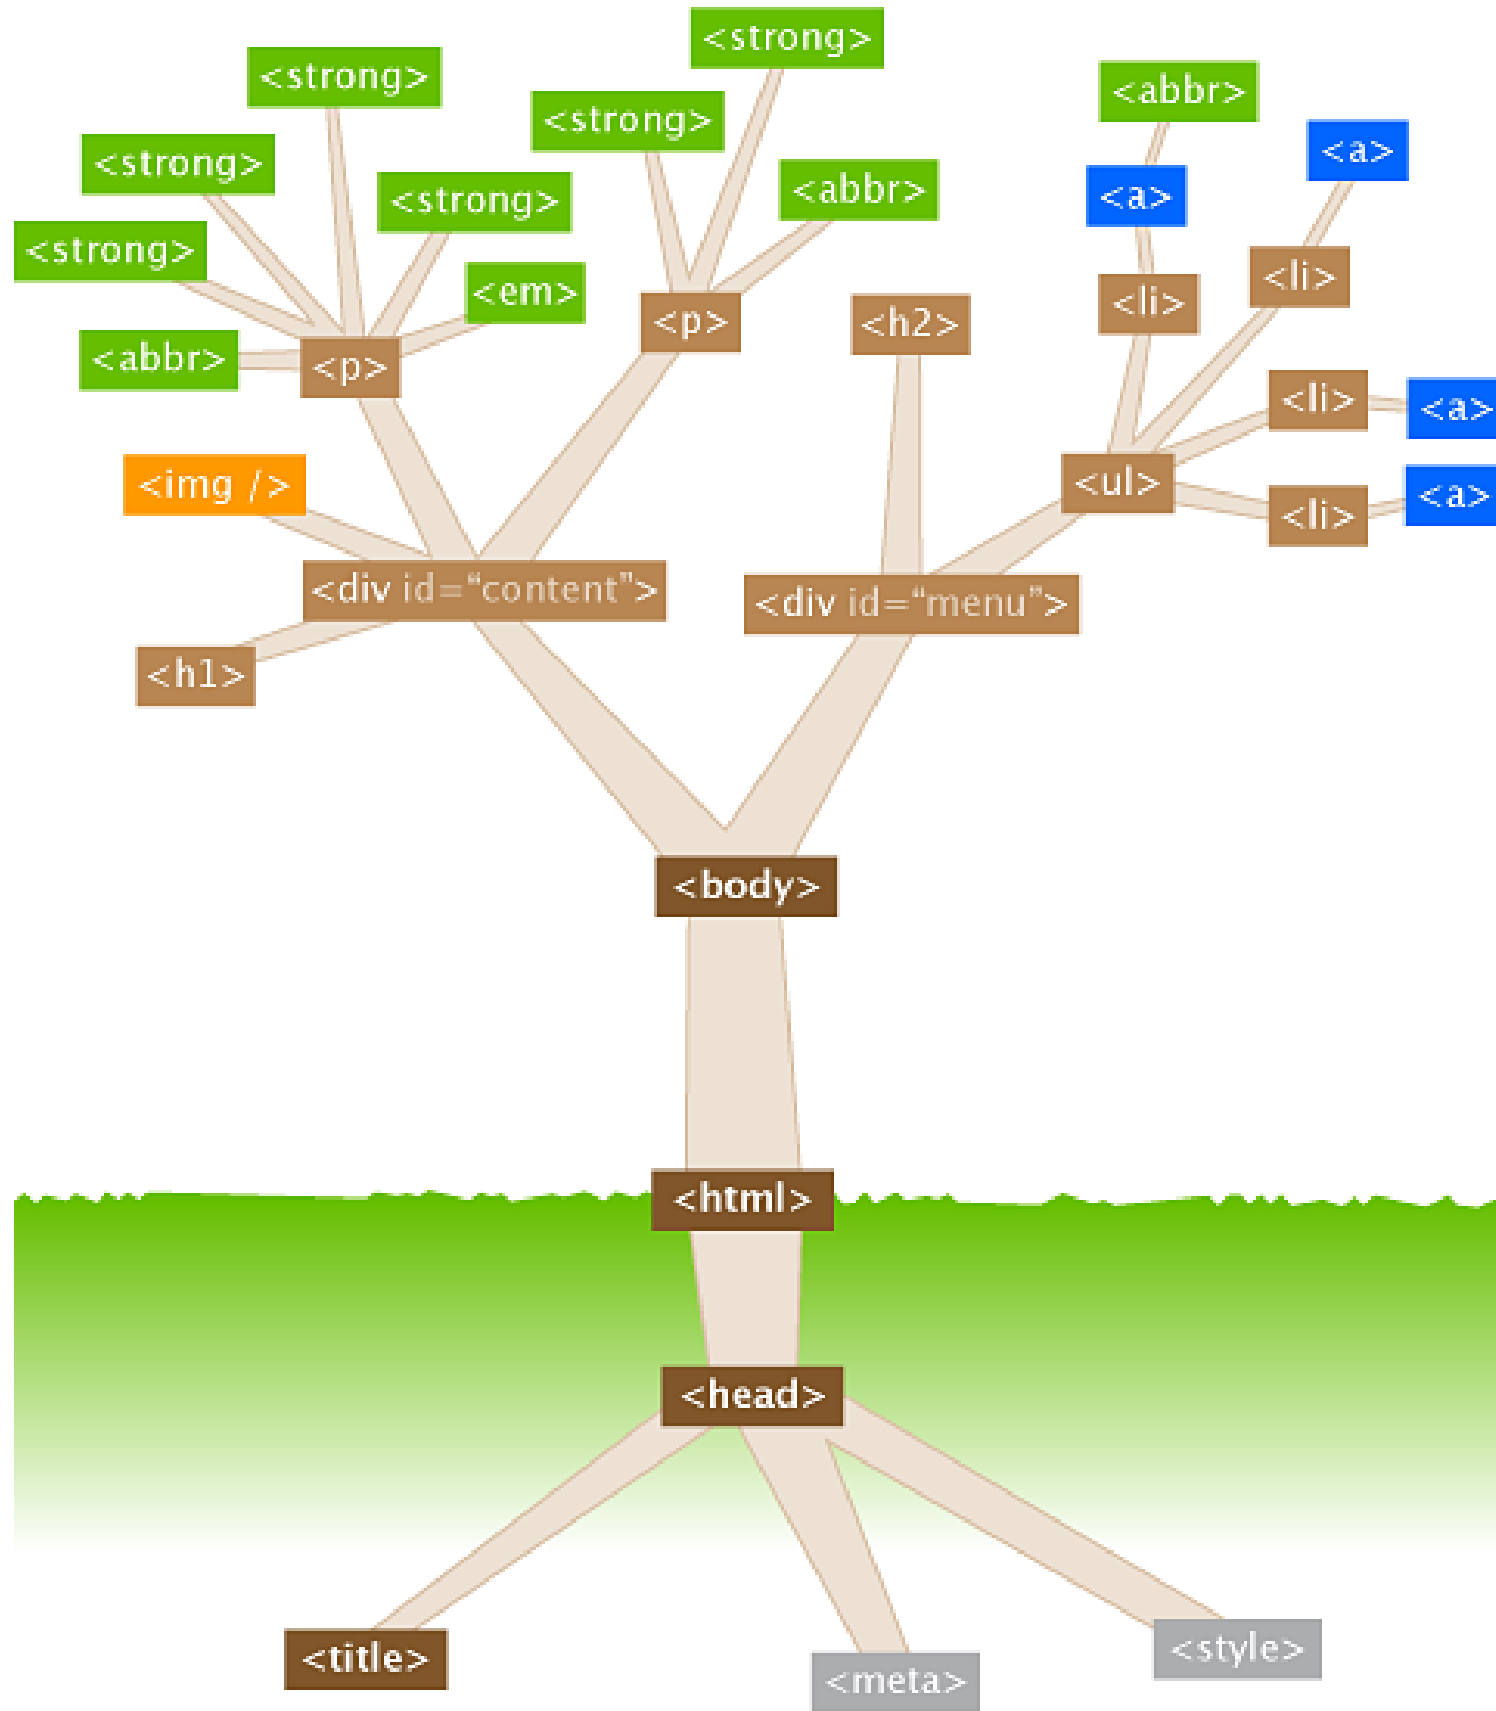 <strong>
<strong>
<abbr>
<strong>
<a>
<strong>
<abbr>
<a>
<strong>
<strong>
<em>
<li>
<li>
<p>
<h2>
<abbr>
<p>
<li>
<a>
<img />
<ul>
<a>
<li>
<div id=“content”>
<div id=“menu”>
<h1>
<body>
<html>
<head>
<title>
<style>
<meta>